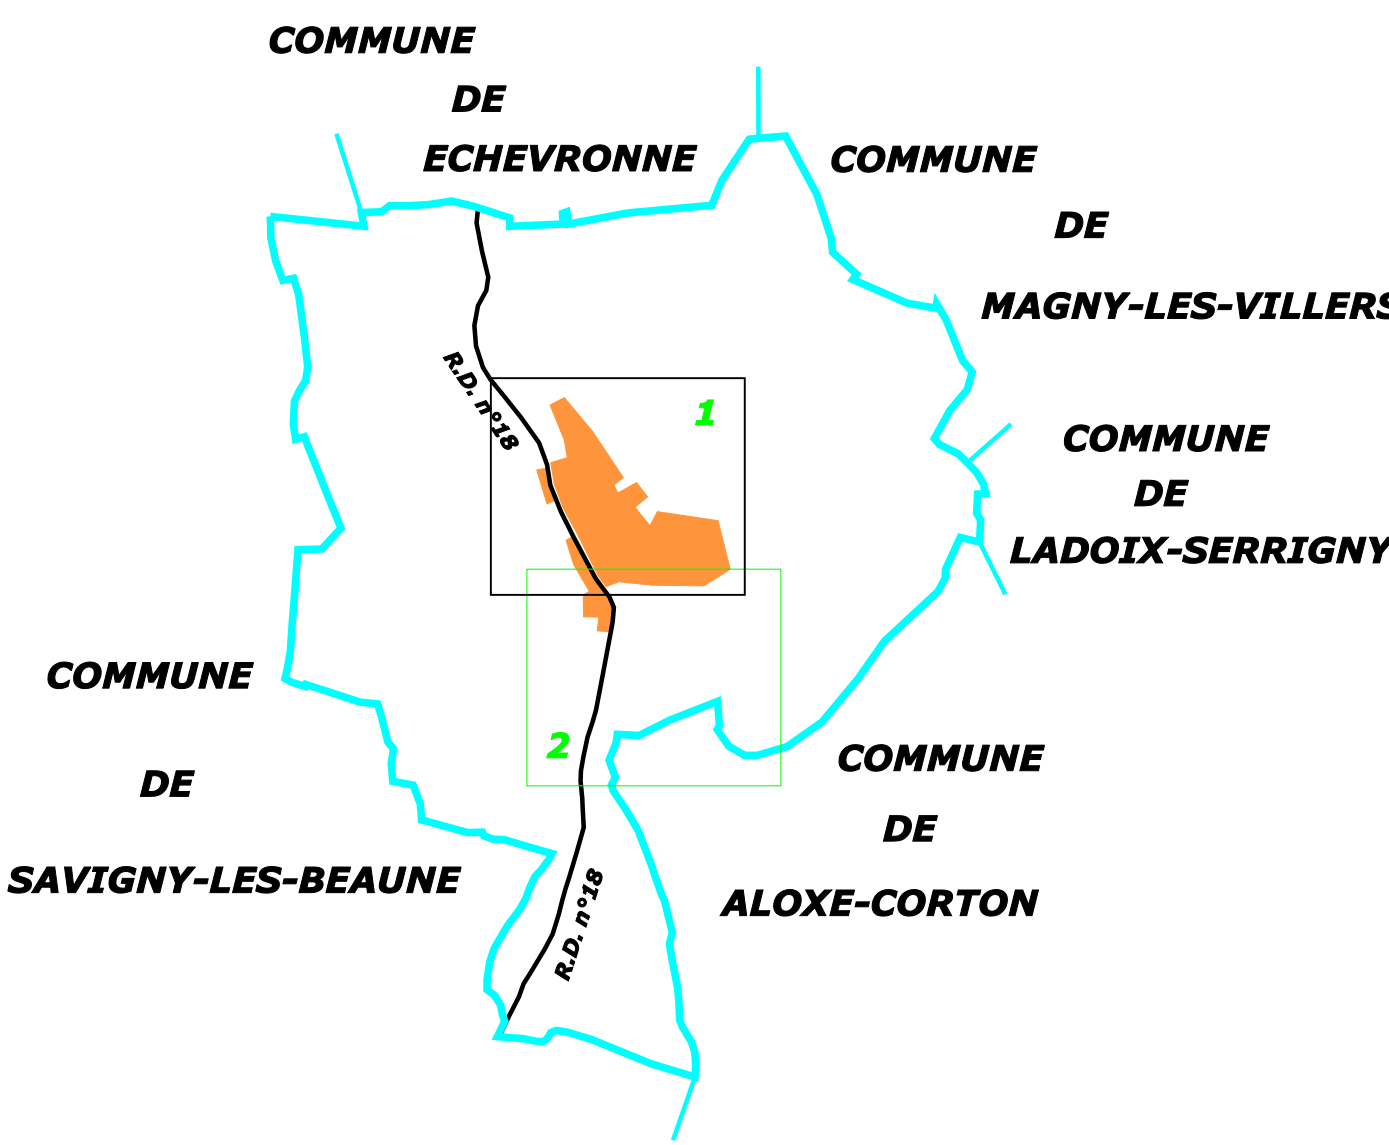 COMMUNE
DE
ECHEVRONNE
COMMUNE
DE
MAGNY-LES-VILLERS
R.D. n°18
1
COMMUNE
DE
LADOIX-SERRIGNY
COMMUNE
DE
SAVIGNY-LES-BEAUNE
2
COMMUNE
DE
ALOXE-CORTON
R.D. n°18